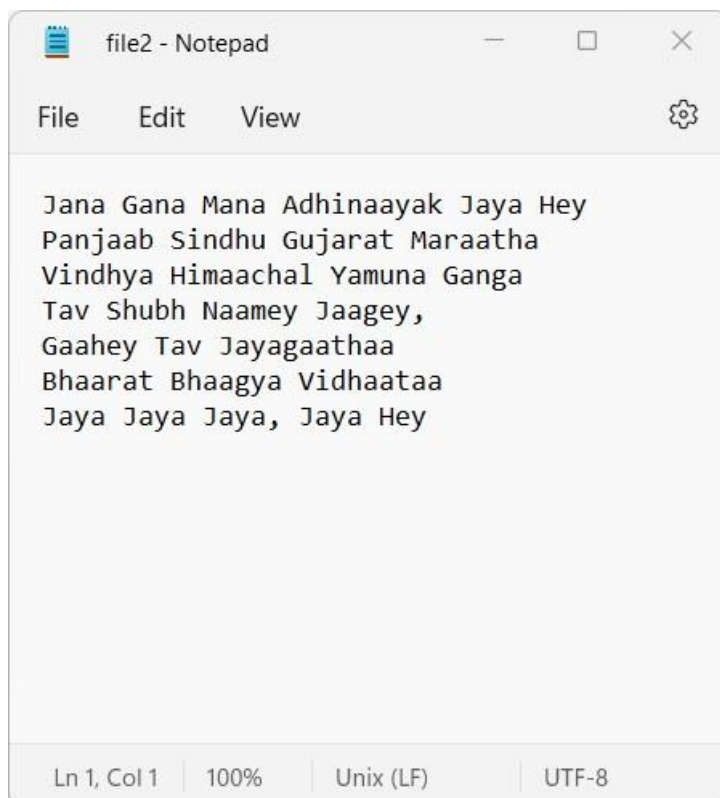 file2 - Notepad
File Edit View
Jana Gana Mana Adhinaayak Jaya Hey
Panjaab Sindhu Gujarat Maraatha
Vindhya Himaachal Yamuna Ganga
Tav Shubh Naamey Jaagey,
Gaahey Tav Jayagaathaa
Bhaarat Bhaagya Vidhaataa
Jaya Jaya Jaya, Jaya Hey
Ln 1, Col 1 100% Unix (LF) UTF-8